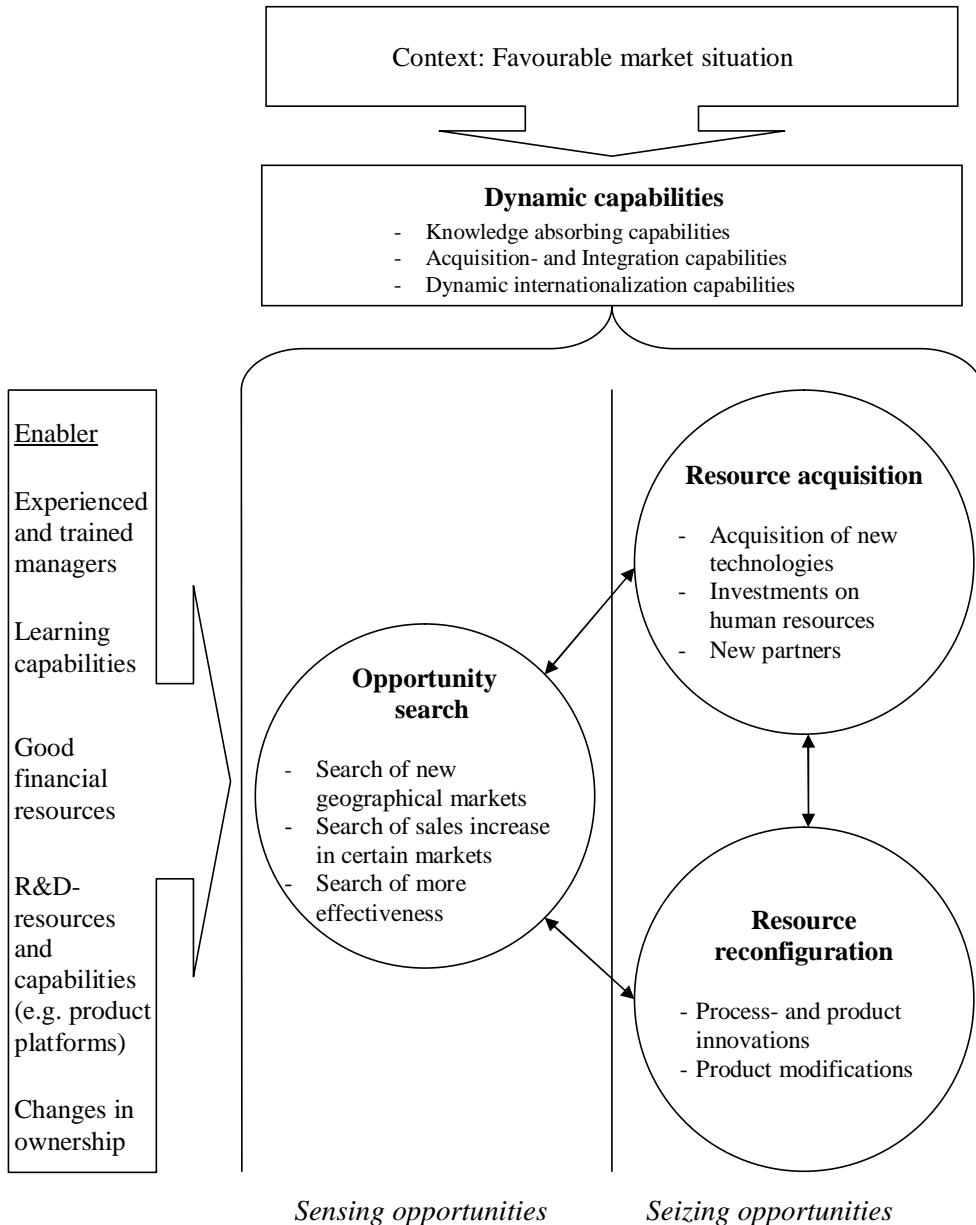 Context: Favourable market situation
Dynamic capabilities
- Knowledge absorbing capabilities
- Acquisition- and Integration capabilities
- Dynamic internationalization capabilities
Enabler
Experienced
and trained
managers
Learning
capabilities
Good
financial
resources
R&D-
resources
and
capabilities
(e.g. product
platforms)
Changes in
ownership
Opportunity
search
- Search of new
geographical markets
- Search of sales increase
in certain markets
- Search of more
effectiveness
Resource acquisition
- Acquisition of new
technologies
- Investments on
human resources
- New partners
Resource
reconfiguration
- Process- and product
innovations
- Product modifications
Sensing opportunities
Seizing opportunities